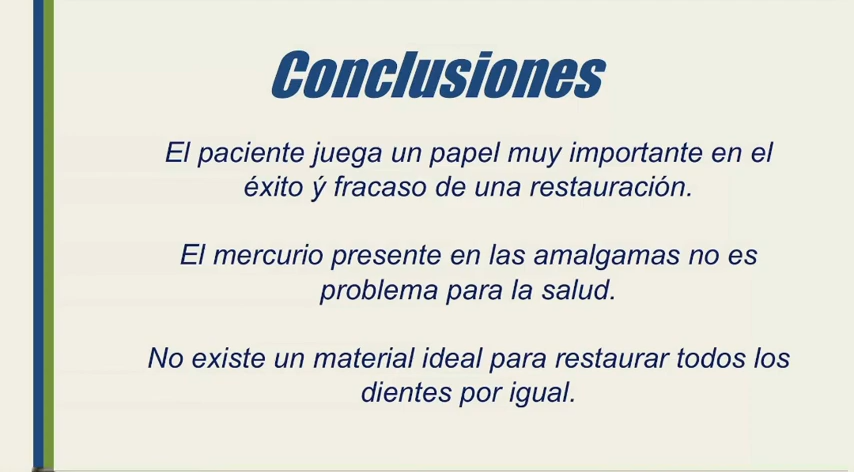 Conclusiones
El paciente juega un papel muy importante en el
éxito ý fracaso de una restauración.
El mercurio presente en las amalgamas no es
problema para la salud.
No existe un material ideal para restaurar todos los
dientes por igual.